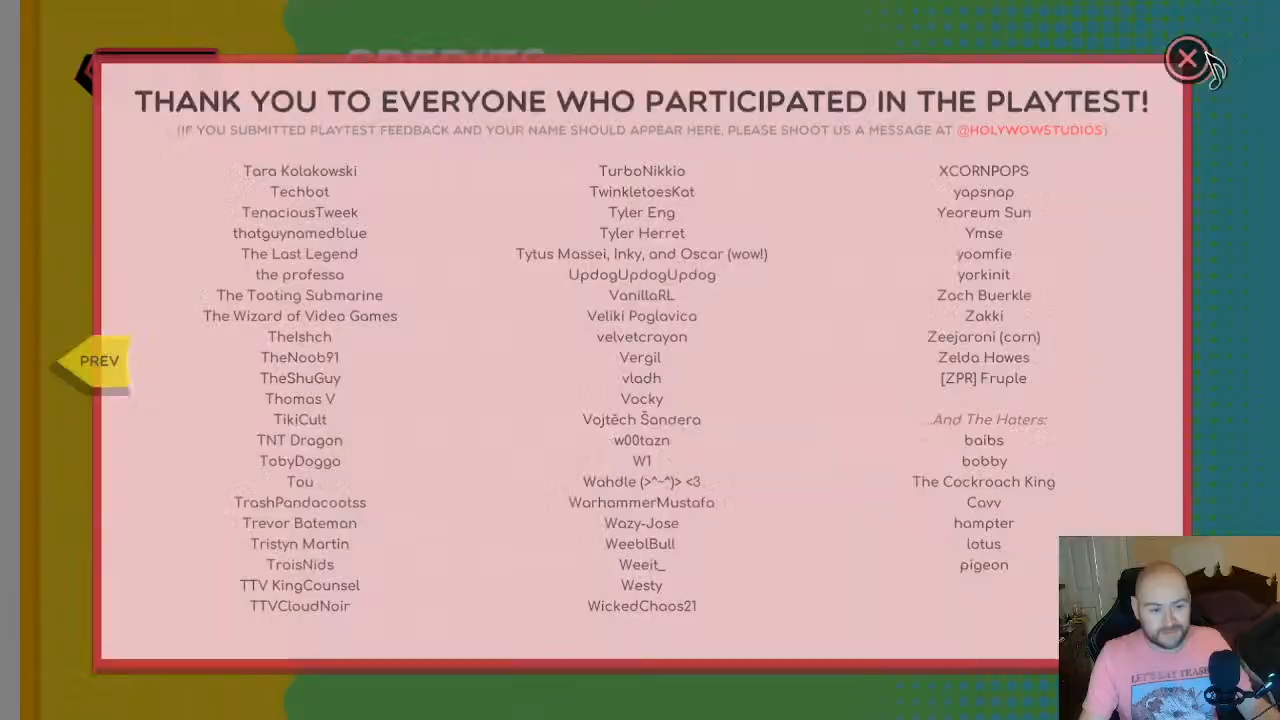 CREDITS
THANK YOU TO EVERYONE WHO PARTICIPATED IN THE PLAYTEST!
(IF YOU SUBMITTED PLAYTEST FEEDBACK AND YOUR NAME SHOULD APPEAR HERE, PLEASE SHOOT US A MESSAGE AT @HOLYWOWSTUDIOS)
Tara Kolakowski
Techbot
TenaciousTweek
thatguynamedblue
The Last Legend
the professa
The Tooting Submarine
The Wizard of Video Games
TheIshch
TheNoob91
TheShuGuy
Thomas V
TikiCult
TNT Dragon
TobyDoggo
Tou
TrashPandacootss
Trevor Bateman
Tristyn Martin
TroisNids
TTV KingCounsel
TTVCloudNoir
TurboNikkio
TwinkletoesKat
Tyler Eng
Tyler Herret
Tytus Massei, Inky, and Oscar (wow!)
UpdogUpdogUpdog
VanillaRL
Veliki Poglavica
velvetcrayon
Vergil
vladh
Vocky
Vojtěch Šandera
w00tazn
W1
Wahdle (>^-^)> <3
WarhammerMustafa
Wazy-Jose
WeeblBull
Weeit_
Westy
WickedChaos21
XCORNPOPS
yapsnap
Yeoreum Sun
Ymse
yoomfie
yorkinit
Zach Buerkle
Zakki
Zeejaroni (corn)
Zelda Howes
[ZPR] Fruple
...And The Haters:
baibs
bobby
The Cockroach King
Cavv
hampter
lotus
pigeon
PREV
LET'S EAT TRASH